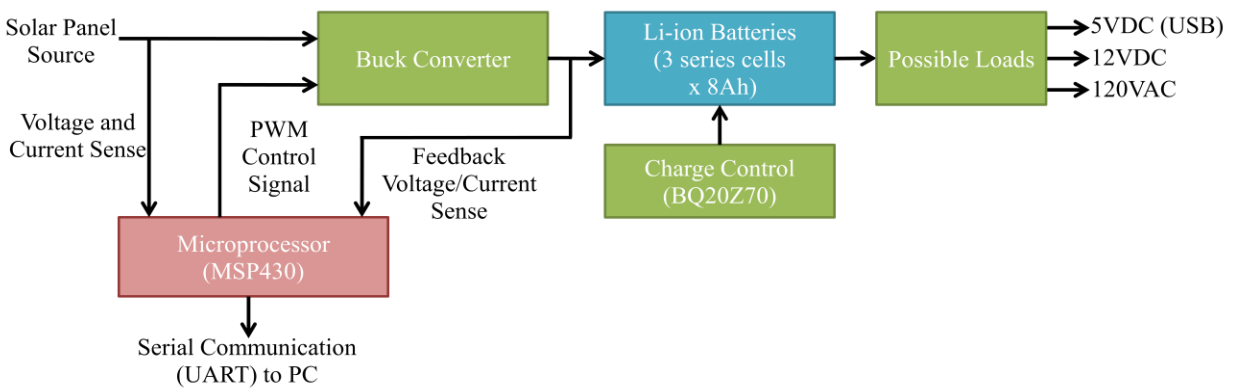 Solar Panel
Source
Buck Converter
Li-ion Batteries
(3 series cells
x 8Ah)
Possible Loads
5VDC (USB)
12VDC
120VAC
Voltage and
Current Sense
PWM
Control
Signal
Feedback
Voltage/Current
Sense
Charge Control
(BQ20Z70)
Microprocessor
(MSP430)
Serial Communication
(UART) to PC